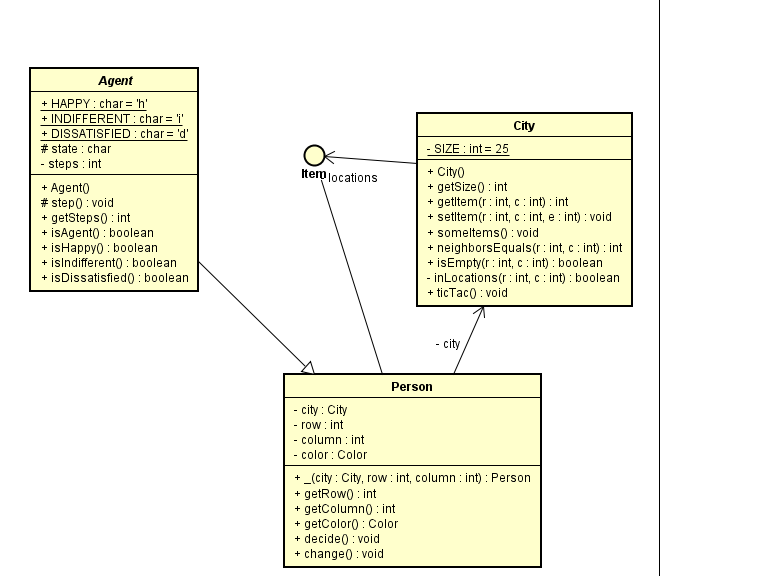 Agent
+ HAPPY : char = 'h'
+ INDIFFERENT : char = 'i'
+ DISSATISFIED : char = 'd'
# state : char
- steps : int
+ Agent()
# step() : void
+ getSteps() : int
+ isAgent() : boolean
+ isHappy() : boolean
+ isIndifferent() : boolean
+ isDissatisfied() : boolean
Item
locations
City
- SIZE : int = 25
+ City()
+ getSize() : int
+ getItem(r : int, c : int) : int
+ setItem(r : int, c : int, e : int) : void
+ someItems() : void
+ neighborsEquals(r : int, c : int) : int
+ isEmpty(r : int, c : int) : boolean
- inLocations(r : int, c : int) : boolean
+ ticTac() : void
- city
Person
- city : City
- row : int
- column : int
- color : Color
+ _(city : City, row : int, column : int) : Person
+ getRow() : int
+ getColumn() : int
+ getColor() : Color
+ decide() : void
+ change() : void